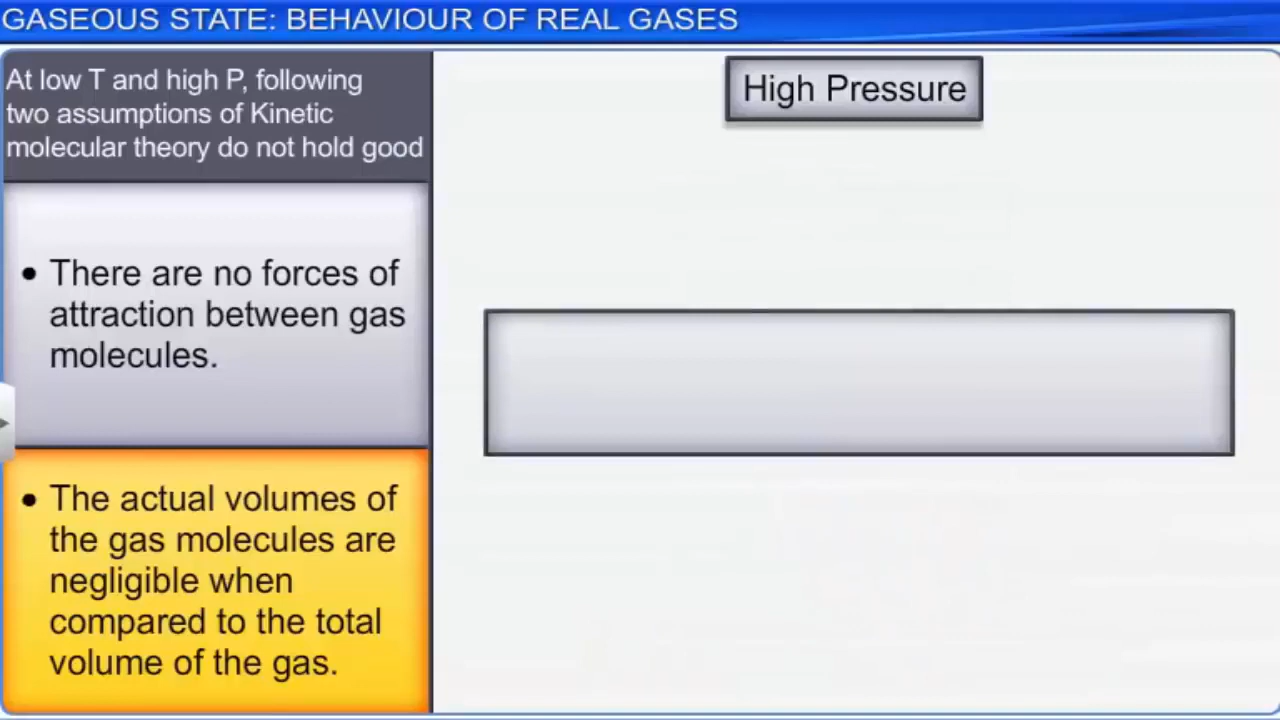 GASEOUS STATE: BEHAVIOUR OF REAL GASES
At low T and high P, following
two assumptions of Kinetic
molecular theory do not hold good
• There are no forces of
attraction between gas
molecules.
• The actual volumes of
the gas molecules are
negligible when
compared to the total
volume of the gas.
High Pressure